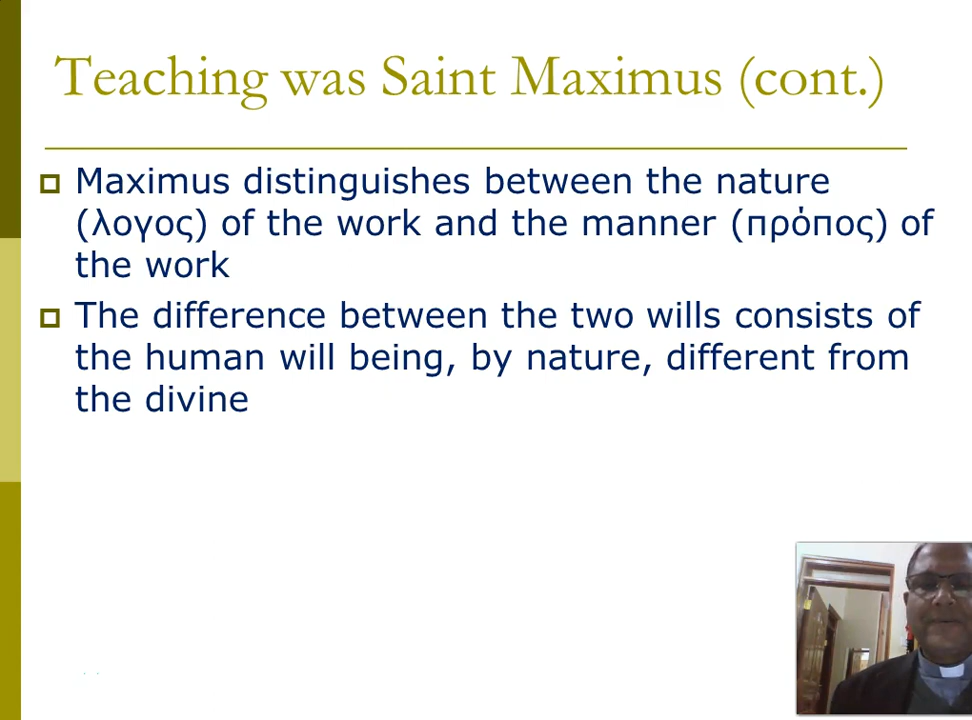 Teaching was Saint Maximus (cont.)
Maximus distinguishes between the nature
(λογος) of the work and the manner (πρόπος) of
the work
The difference between the two wills consists of
the human will being, by nature, different from
the divine